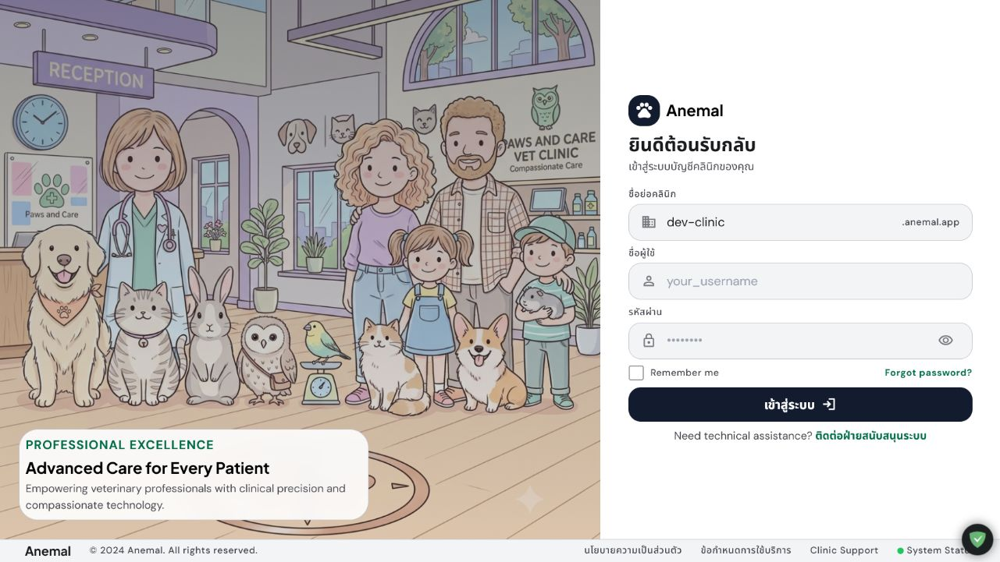 RECEPTION
Paws and Care
PAWS AND CARE
VET CLINIC
Compassionate Care
PROFESSIONAL EXCELLENCE
Advanced Care for Every Patient
Empowering veterinary professionals with clinical precision and
compassionate technology.
Anemal
ยินดีต้อนรับกลับ
เข้าสู่ระบบบัญชีคลินิกของคุณ
ชื่อย่อคลินิก
dev-clinic .anemal.app
ชื่อผู้ใช้
your_username
รหัสผ่าน
••••••••
Remember me Forgot password?
เข้าสู่ระบบ
Need technical assistance? ติดต่อฝ่ายสนับสนุนระบบ
Anemal © 2024 Anemal. All rights reserved. นโยบายความเป็นส่วนตัว ข้อกำหนดการใช้บริการ Clinic Support System